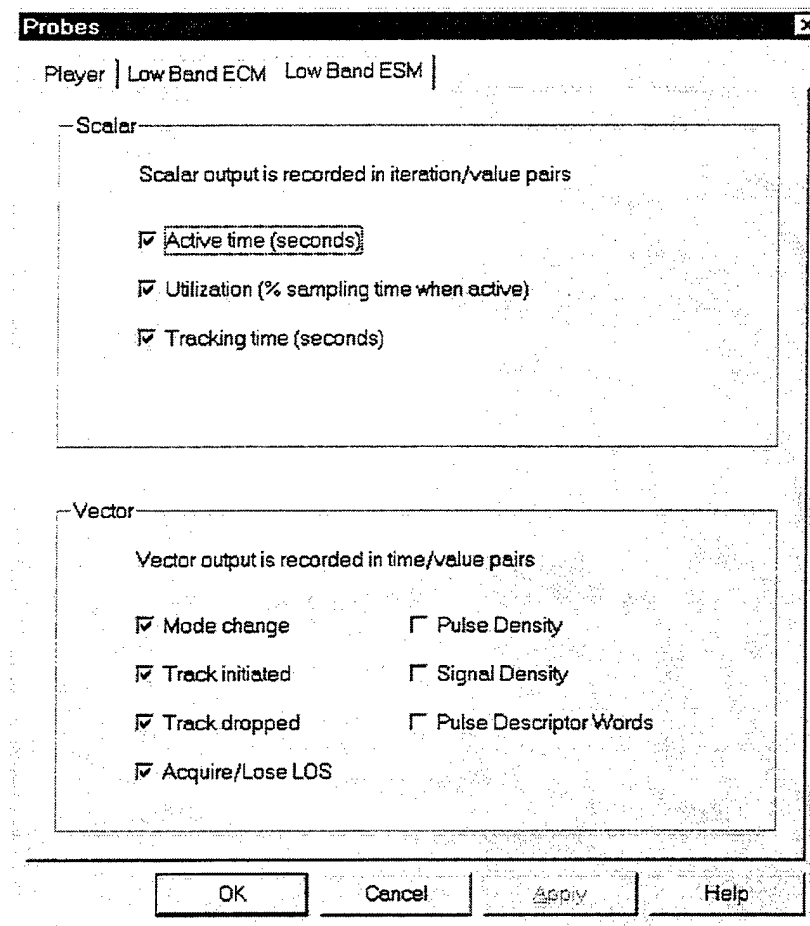 Probes
Player Low Band ECM Low Band ESM
Scalar
Scalar output is recorded in iteration/value pairs
Active time (seconds)
Utilization (% sampling time when active)
Tracking time (seconds)
Vector
Vector output is recorded in time/value pairs
Mode change Pulse Density
Track initiated Signal Density
Track dropped Pulse Descriptor Words
Acquire/Lose LOS
OK Cancel Apply Help